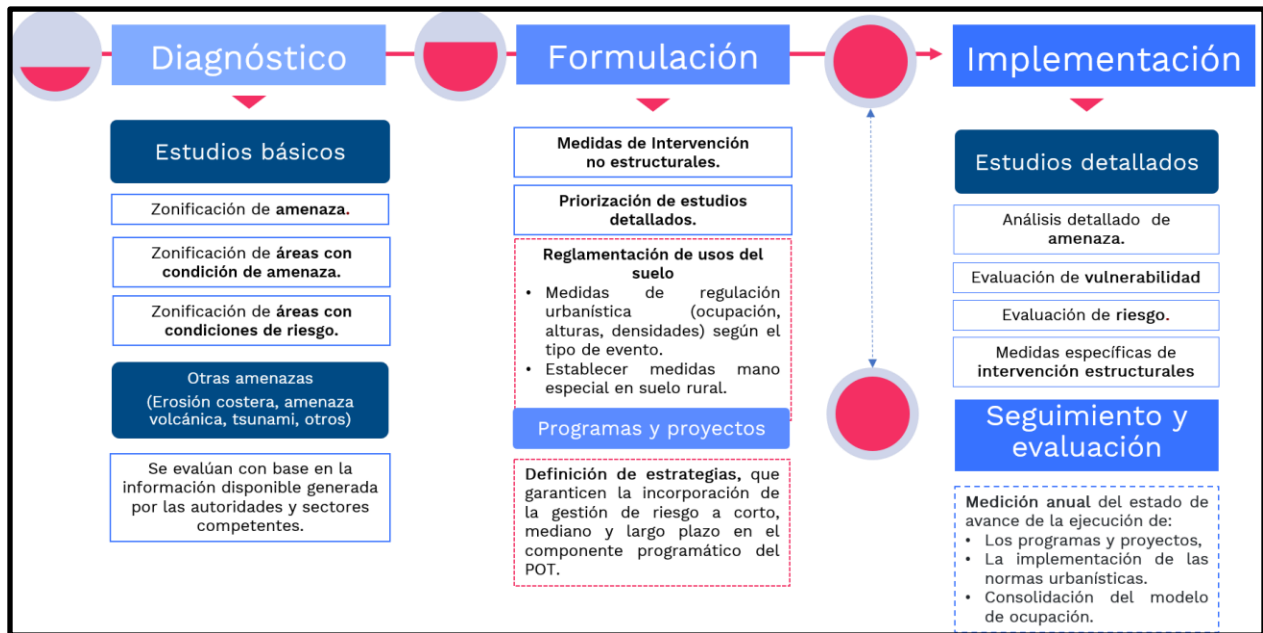 Diagnóstico
Estudios básicos
Zonificación de amenaza.
Zonificación de áreas con
condición de amenaza.
Zonificación de áreas con
condiciones de riesgo.
Otras amenazas
(Erosión costera, amenaza
volcánica, tsunami, otros)
Se evalúan con base en la
información disponible generada
por las autoridades y sectores
competentes.
Formulación
Medidas de Intervención
no estructurales.
Priorización de estudios
detallados.
Reglamentación de usos del
suelo
• Medidas de regulación
urbanística (ocupación,
alturas, densidades) según el
tipo de evento.
• Establecer medidas mano
especial en suelo rural.
Programas y proyectos
Definición de estrategias, que
garanticen la incorporación de
la gestión de riesgo a corto,
mediano y largo plazo en el
componente programático del
POT.
Implementación
Estudios detallados
Análisis detallado de
amenaza.
Evaluación de vulnerabilidad
Evaluación de riesgo.
Medidas específicas de
intervención estructurales
Seguimiento y
evaluación
Medición anual del estado de
avance de la ejecución de:
• Los programas y proyectos,
• La implementación de las
normas urbanísticas.
• Consolidación del modelo
de ocupación.